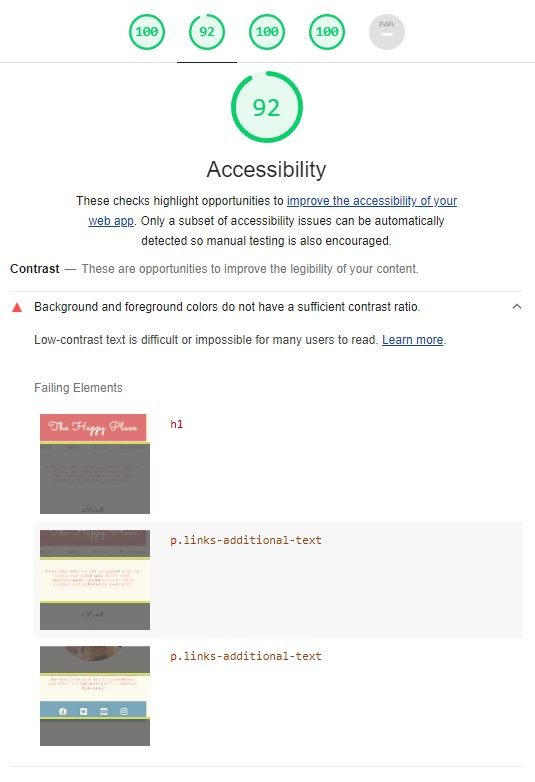 100 92 100 100 PWA
92
Accessibility
These checks highlight opportunities to improve the accessibility of your
web app. Only a subset of accessibility issues can be automatically
detected so manual testing is also encouraged.
Contrast — These are opportunities to improve the legibility of your content.
Background and foreground colors do not have a sufficient contrast ratio.
Low-contrast text is difficult or impossible for many users to read. Learn more.
Failing Elements
The Happy Place
h1
p.links-additional-text
p.links-additional-text